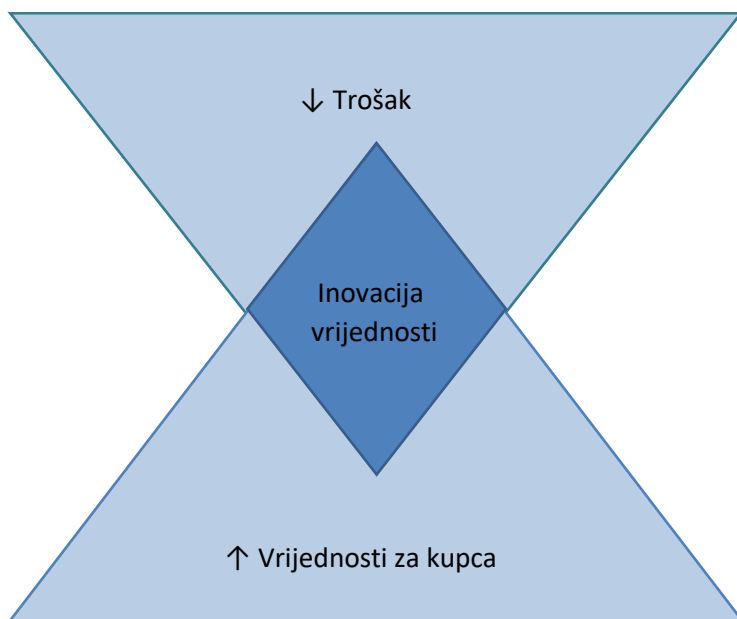 ↓ Trošak
Inovacija
vrijednosti
↑ Vrijednosti za kupca